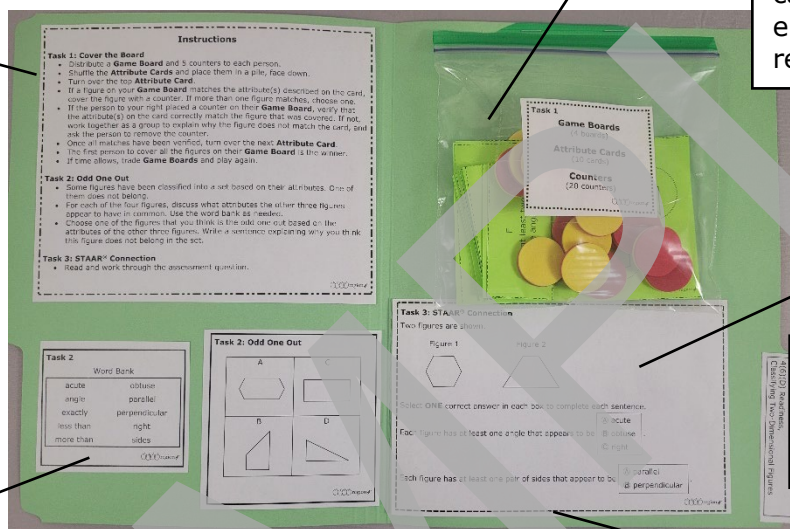 Instructions
Task 1: Cover the Board
• Distribute a Game Board and 5 counters to each person.
• Shuffle the Attribute Cards and place them in a pile, face down.
• Turn over the top Attribute Card.
• If a figure on your Game Board matches the attribute(s) described on the card,
cover the figure with a counter. If more than one figure matches, choose one.
• If the person to your right placed a counter on their Game Board, verify that
the attribute(s) on the card correctly match the figure that was covered. If not,
work together as a group to explain why the figure does not match the card, and
ask the person to remove the counter.
• Once all matches have been verified, turn over the next Attribute Card.
• The first person to cover all the figures on their Game Board is the winner.
• If time allows, trade Game Boards and play again.
Task 2: Odd One Out
• Some figures have been classified into a set based on their attributes. One of
them does not belong.
• For each of the four figures, discuss what attributes the other three figures
appear to have in common. Use the word bank as needed.
• Choose one of the figures that you think is the odd one out based on the
attributes of the other three figures. Write a sentence explaining why you think
this figure does not belong in the set.
Task 3: STAAR® Connection
• Read and work through the assessment question.
Task 1
Game Boards
(4 boards)
Attribute Cards
(10 cards)
Counters
(20 counters)
least
Task 2
Word Bank
acute obtuse
angle parallel
exactly perpendicular
less than right
more than sides
Task 2: Odd One Out
A C
B D
Task 3: STAAR® Connection
Two figures are shown.
Figure 1 Figure 2
Select ONE correct answer in each box to complete each sentence.
Each figure has at least one angle that appears to be
A acute
B obtuse .
C right
Each figure has at least one pair of sides that appear to be
A parallel
B perpendicular
4(6)(D) Readiness,
Classifying Two-Dimensional Figures
e
re